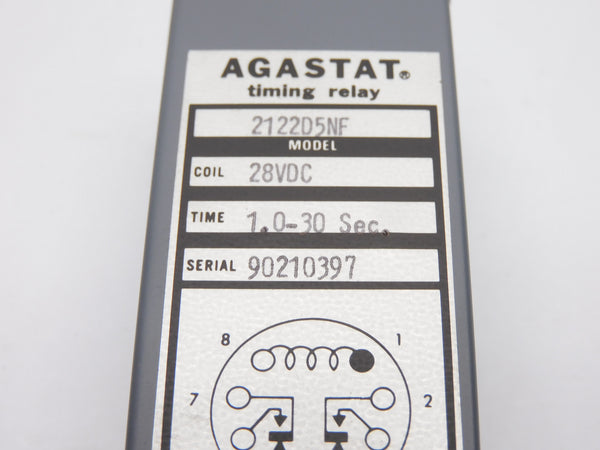 AGASTAT®
timing relay
2122D5NF
MODEL
COIL 28VDC
TIME 1.0-30 Sec.
SERIAL 90210397
8 1
7 2